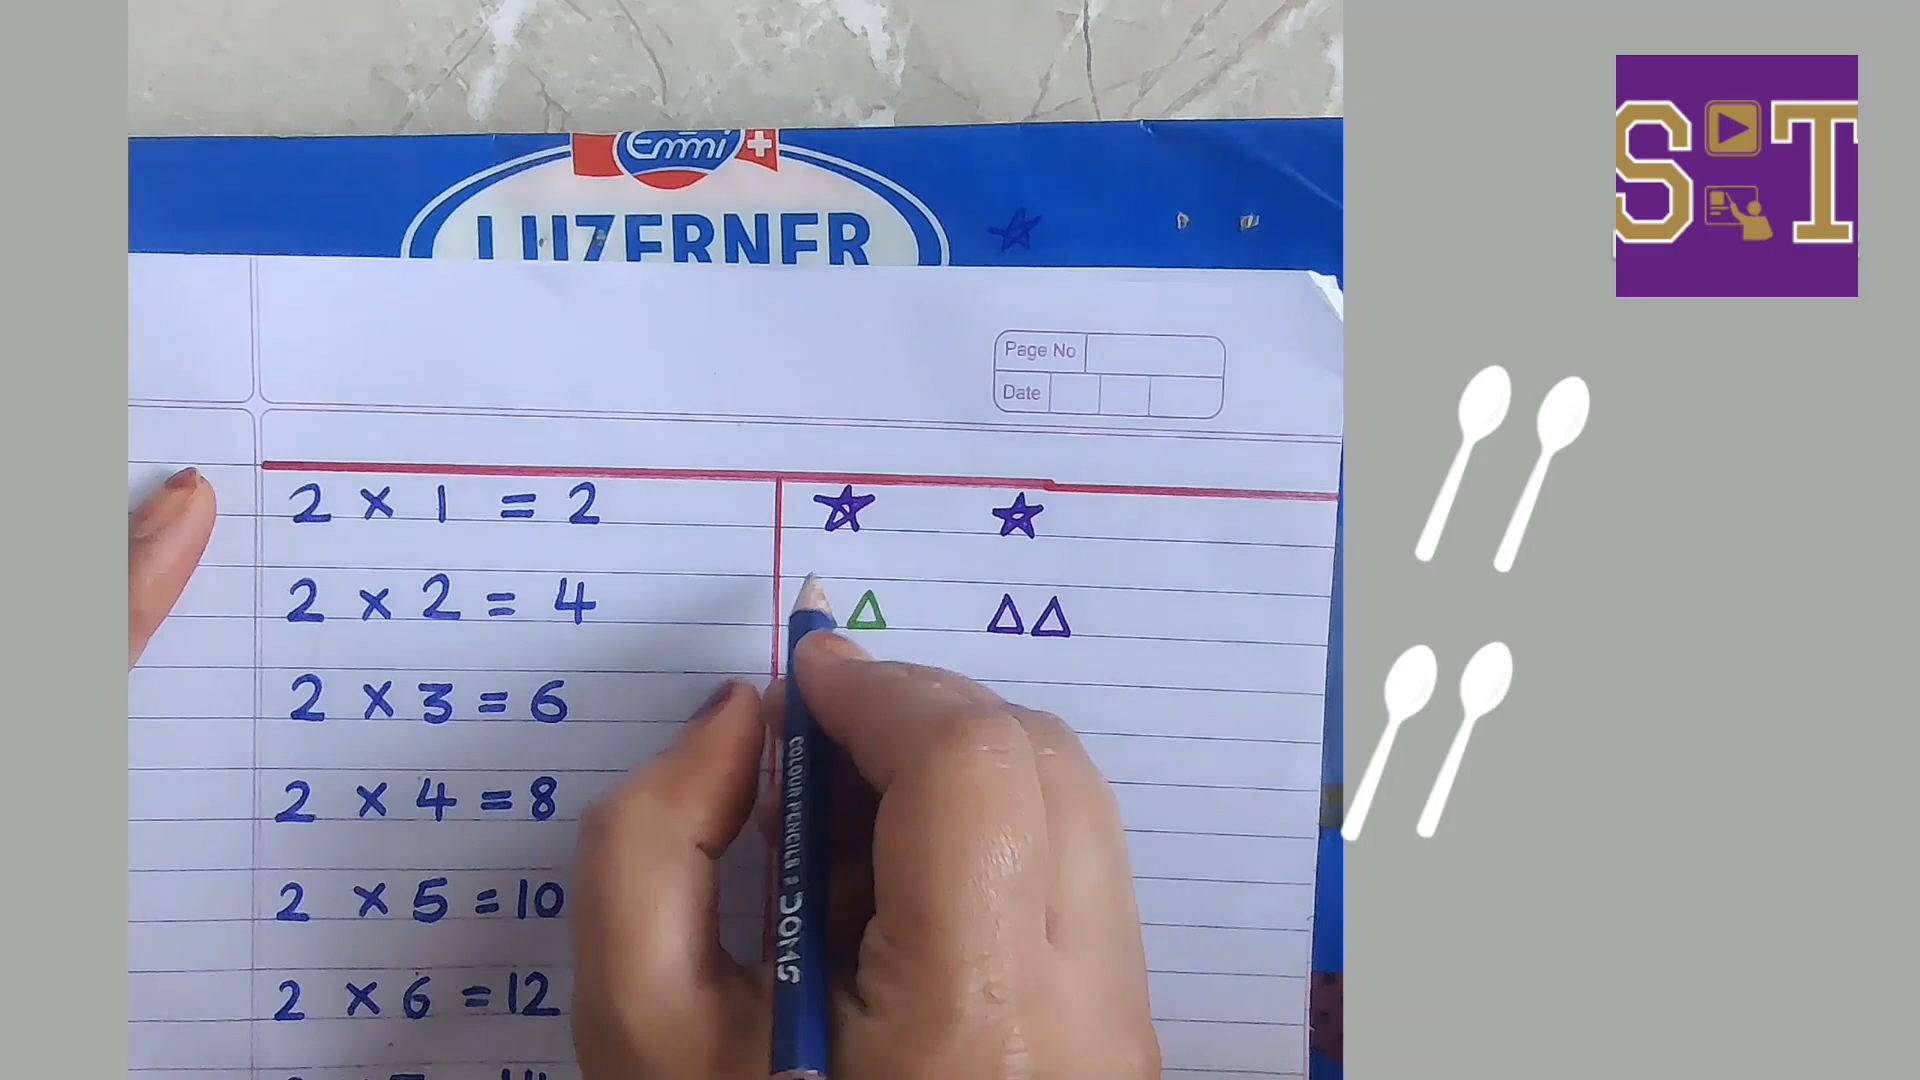 S T
Emmi
LUZERNER
Page No
Date
2 × 1 = 2
2 × 2 = 4
2 × 3 = 6
2 × 4 = 8
2 × 5 = 10
2 × 6 = 12
COLOUR PENCILS
DOMS